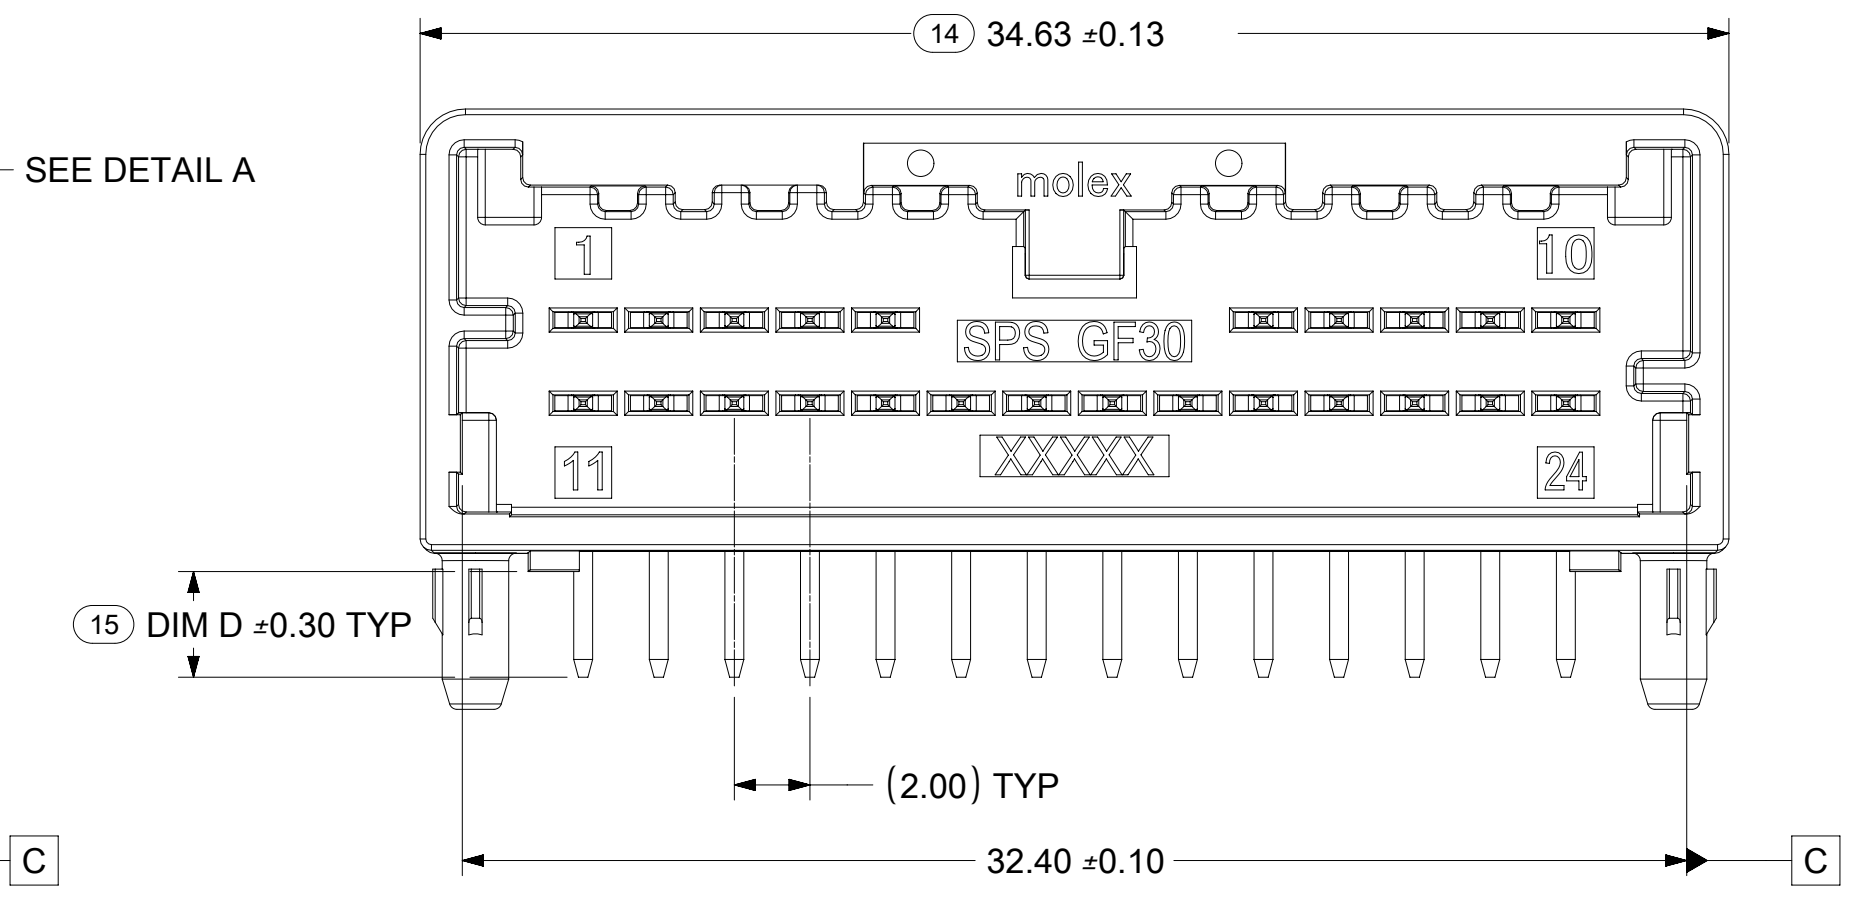 14 34.63 ±0.13
SEE DETAIL A
molex
1
10
SPS GF30
XXXXX
11
24
15 DIM D ±0.30 TYP
(2.00) TYP
C
32.40 ±0.10
C